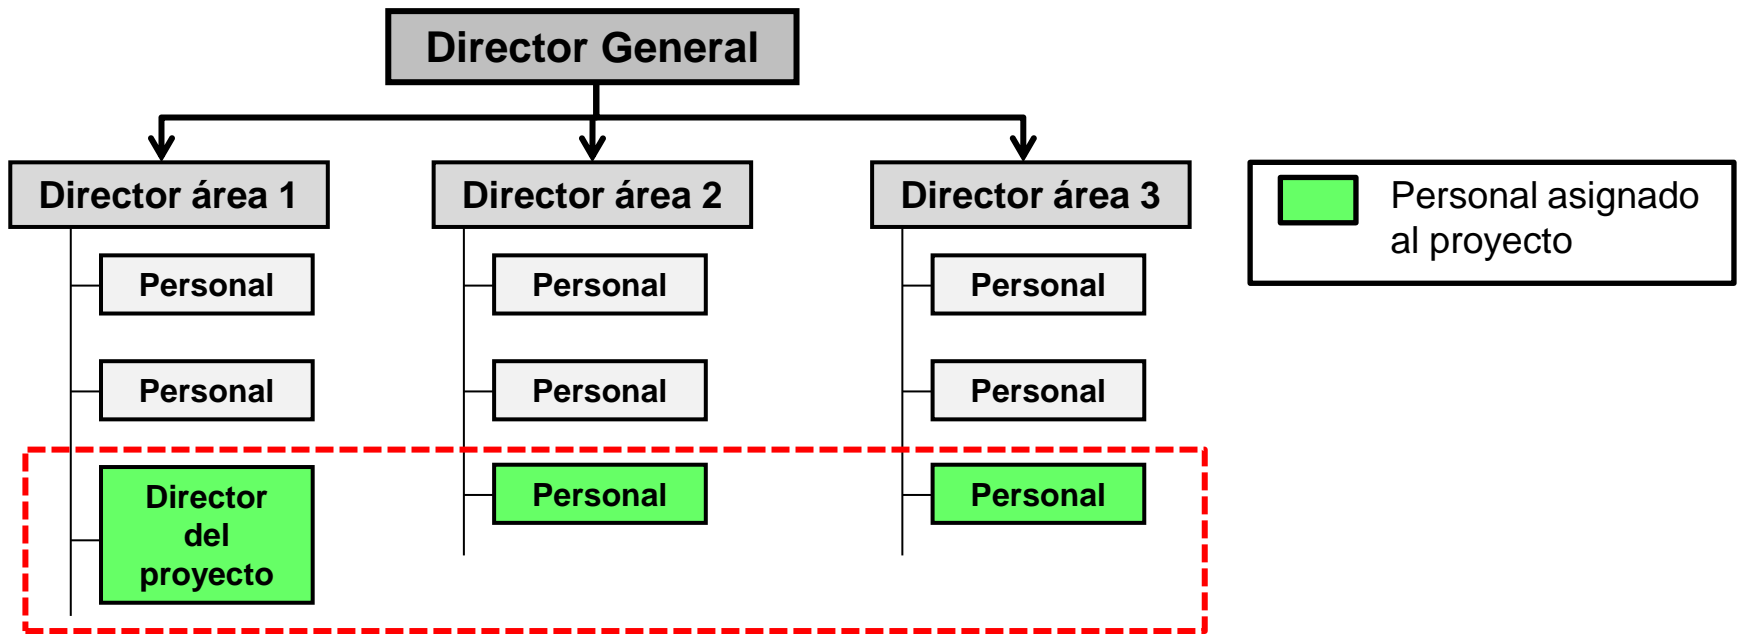 Director General
Director área 1
Director área 2
Director área 3
Personal asignado
al proyecto
Personal
Personal
Personal
Personal
Personal
Personal
Director
del
proyecto
Personal
Personal